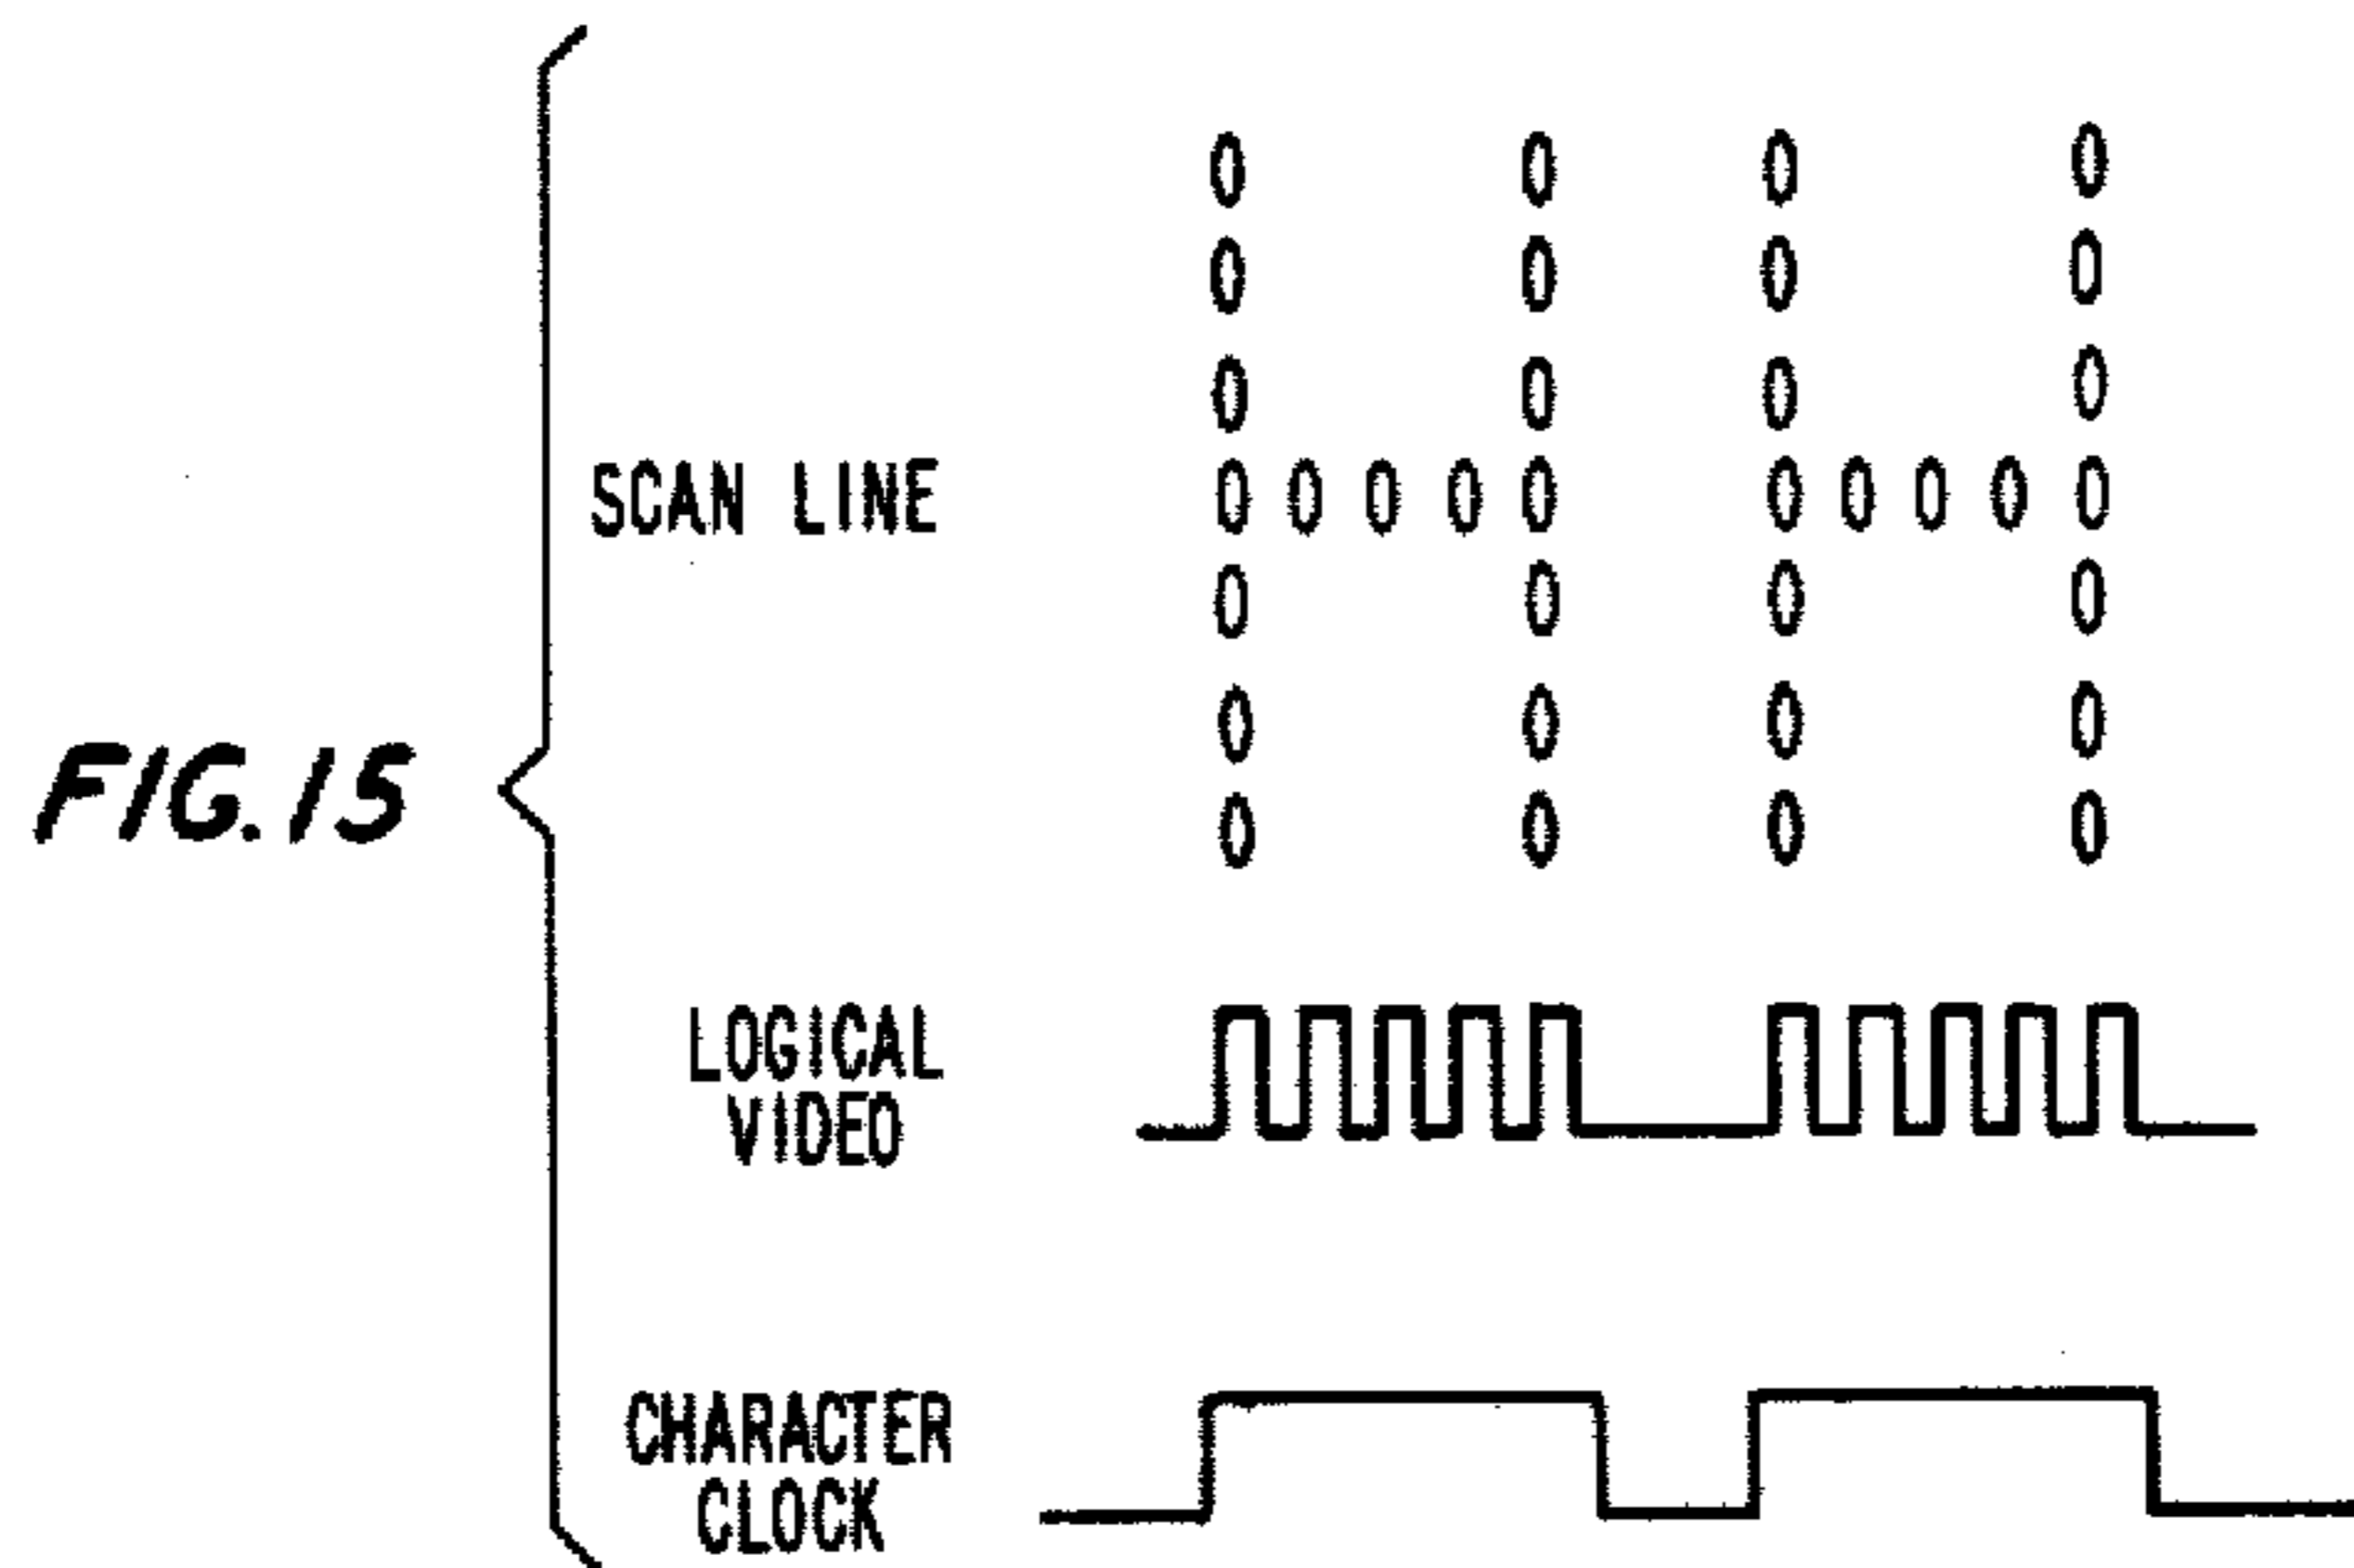 SCAN LINE
FIG. 15
LOGICAL
VIDEO
CHARACTER
CLOCK